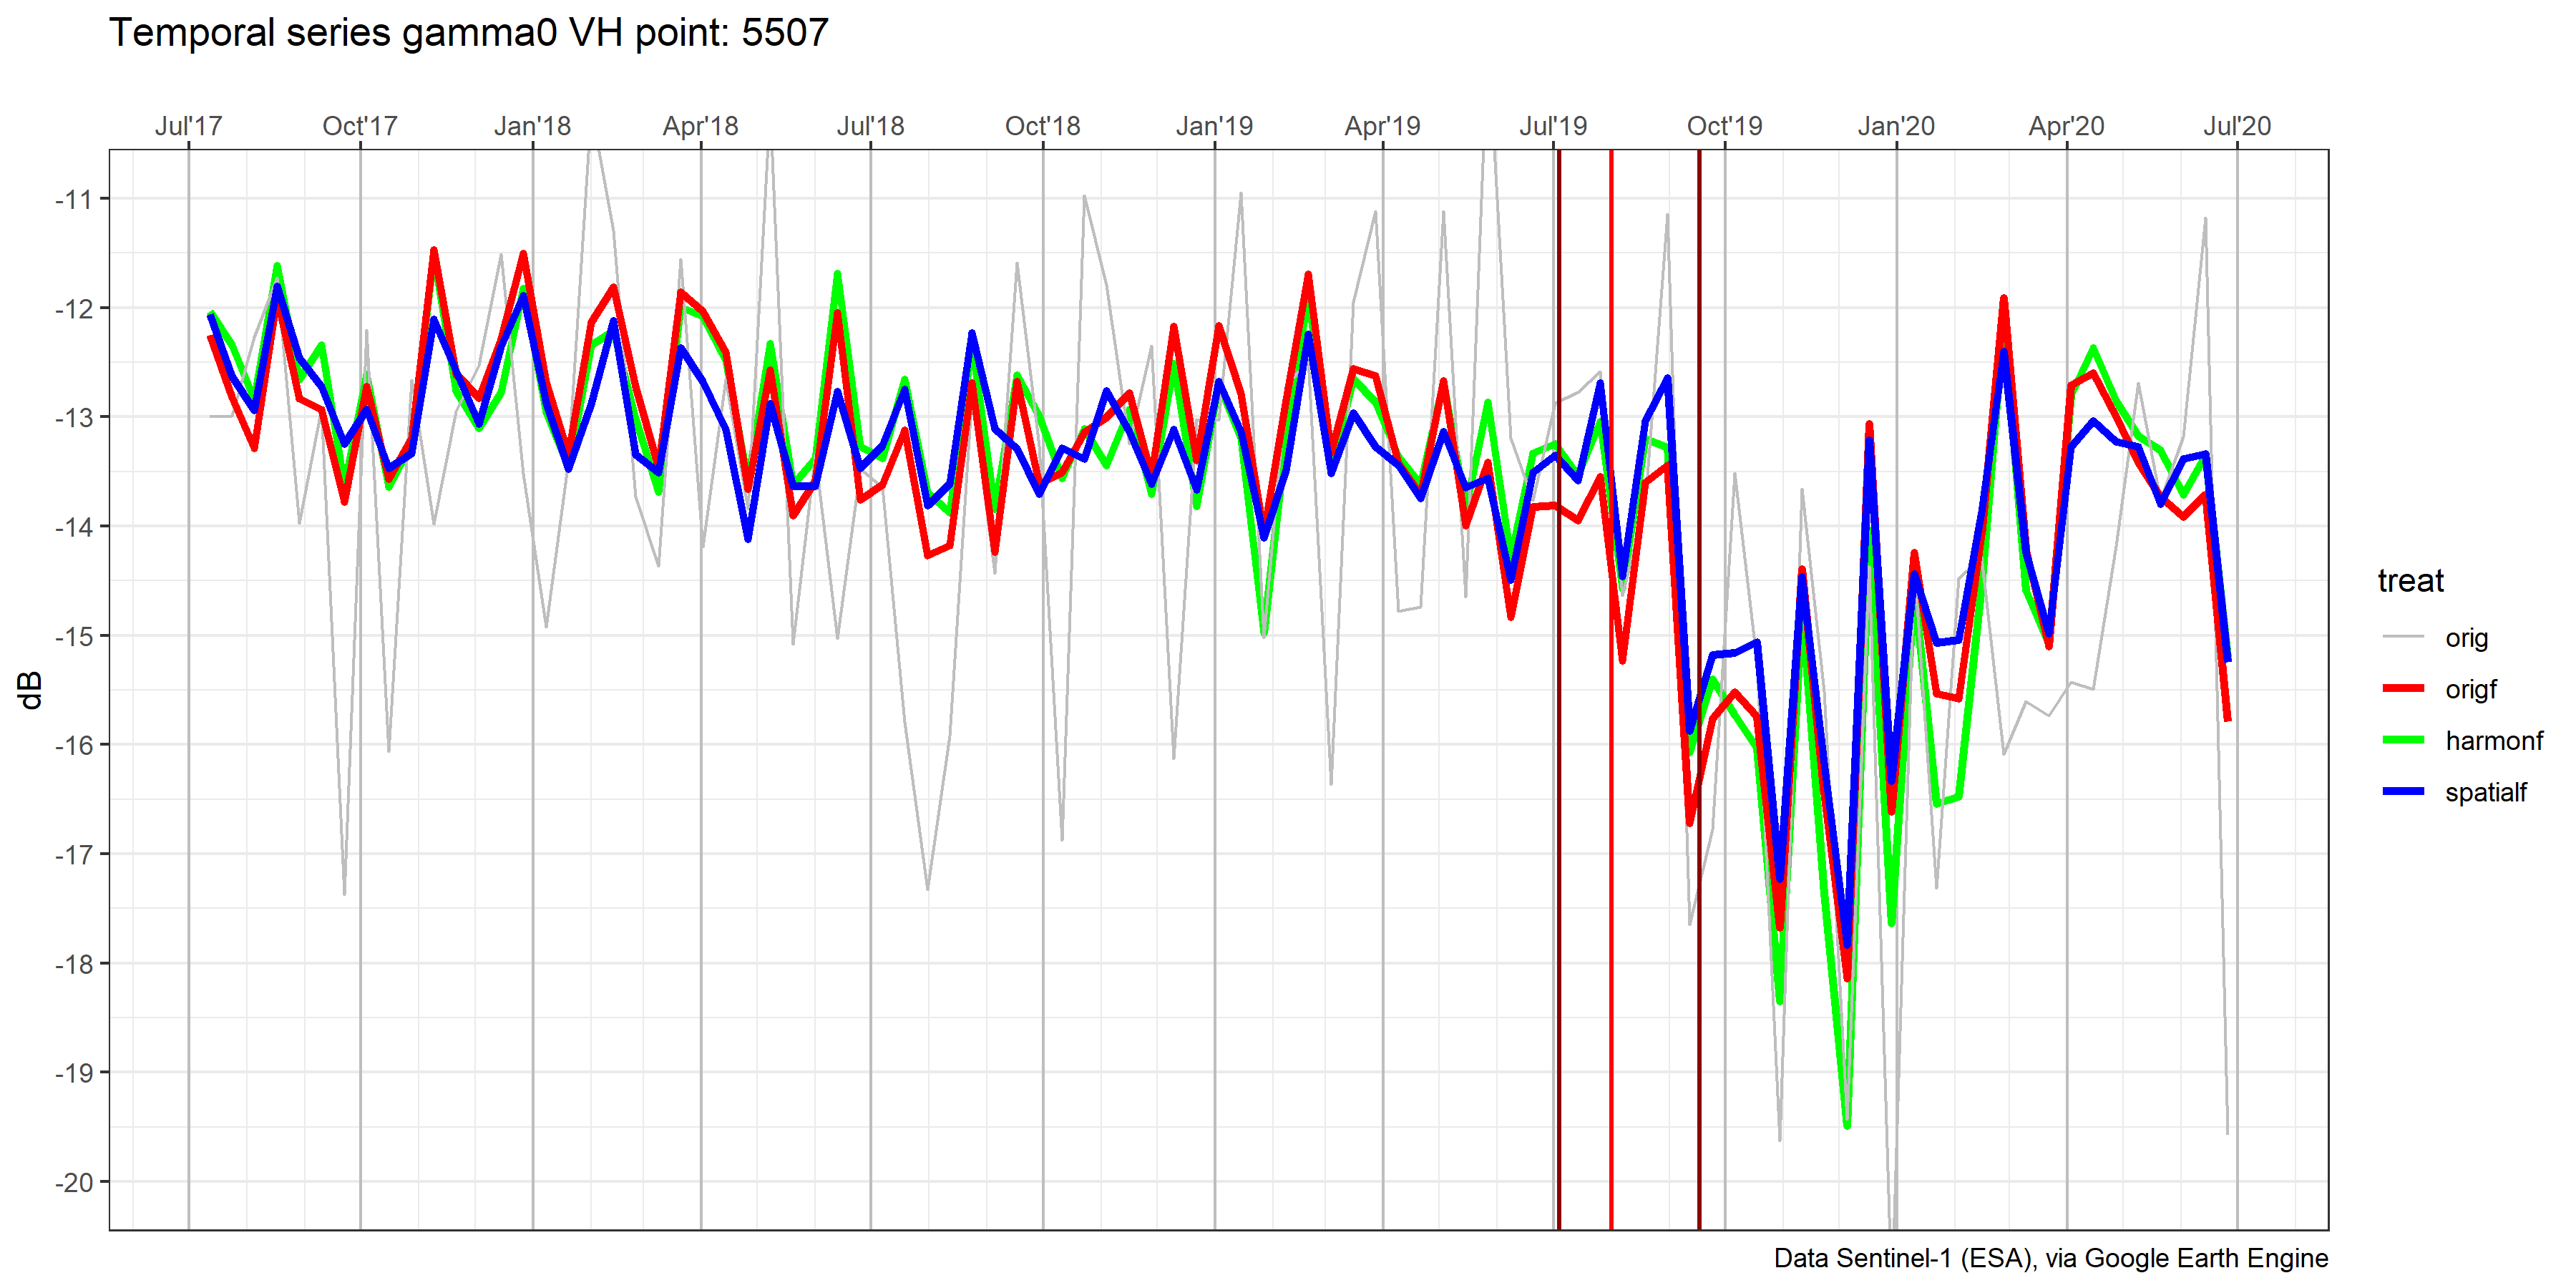 Temporal series gamma0 VH point: 5507
Jul'17 Oct'17 Jan'18 Apr'18 Jul'18 Oct'18 Jan'19 Apr'19 Jul'19 Oct'19 Jan'20 Apr'20 Jul'20
-11
-12
-13
-14
-15
-16
-17
-18
-19
-20
dB
treat
orig
origf
harmonf
spatialf
Data Sentinel-1 (ESA), via Google Earth Engine